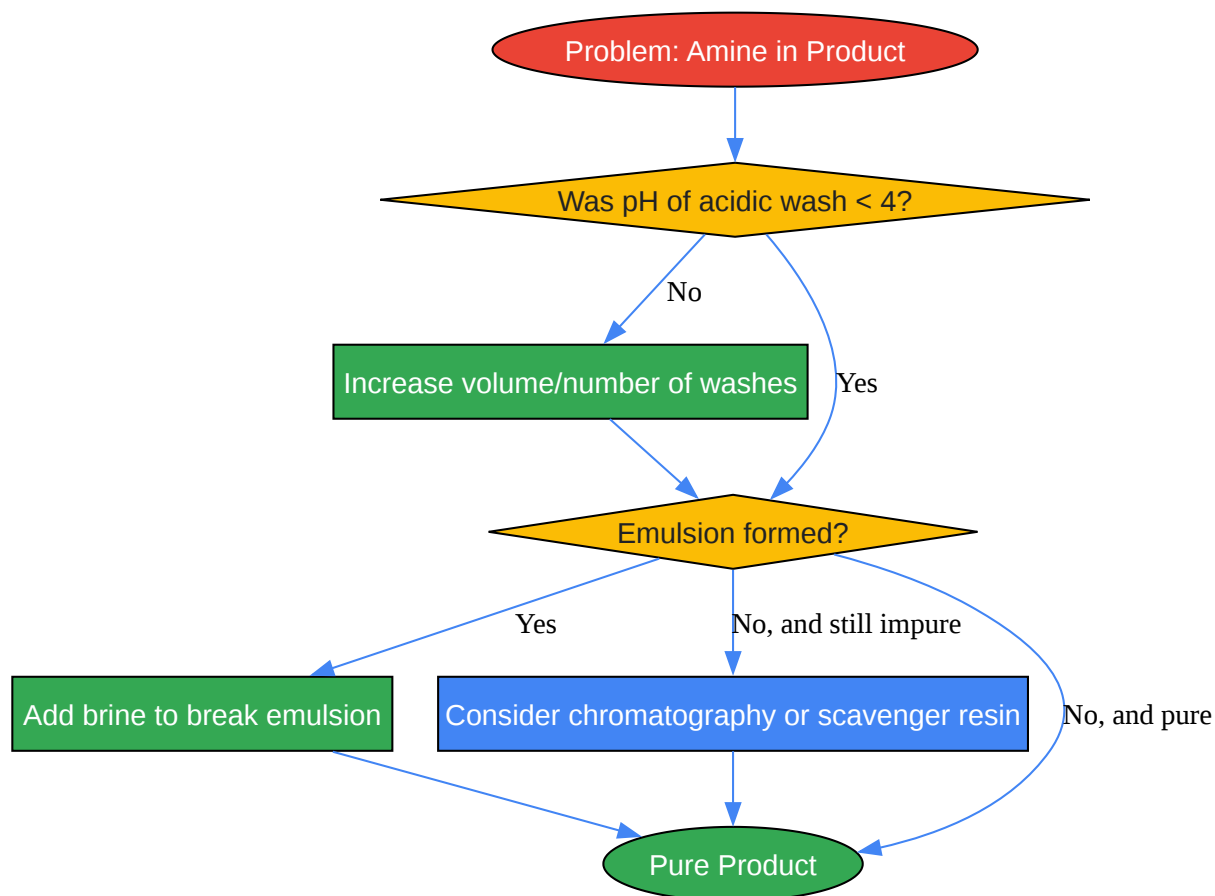 Problem: Amine in Product
Was pH of acidic wash < 4?
No
Increase volume/number of washes
Yes
Emulsion formed?
Yes
No, and still impure
Add brine to break emulsion
Consider chromatography or scavenger resin
No, and pure
Pure Product